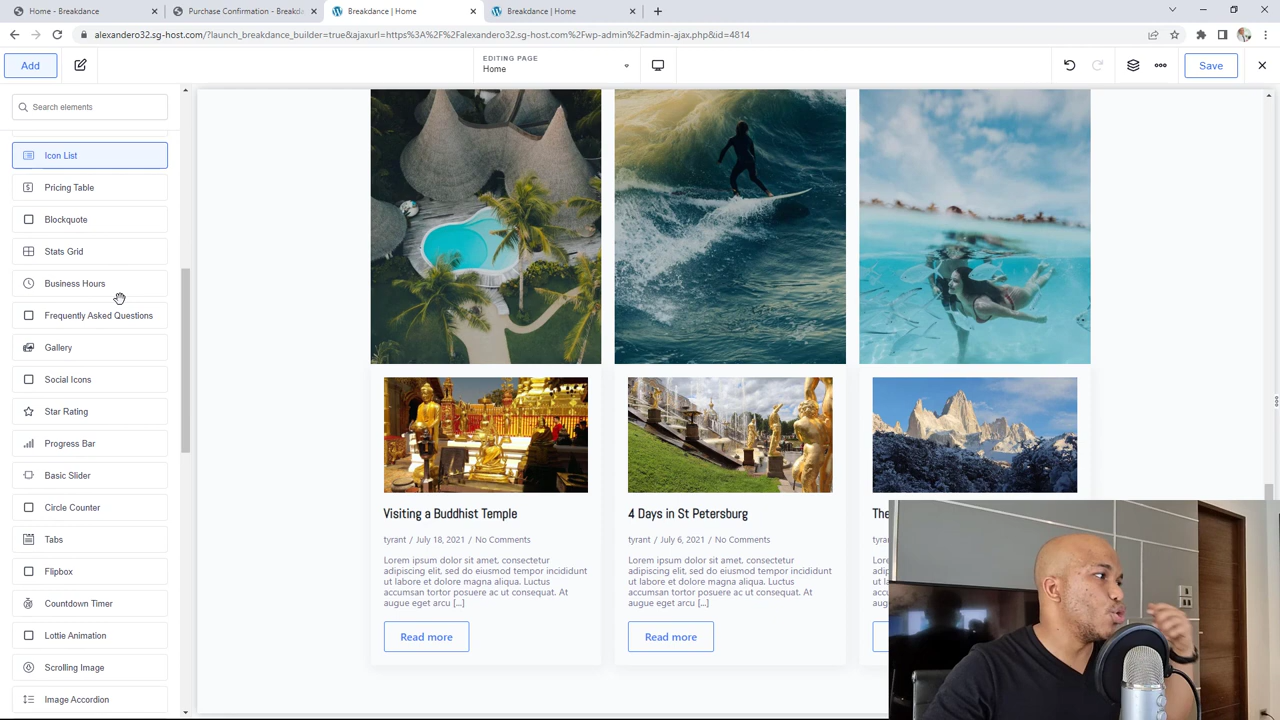 Home - Breakdance
Purchase Confirmation - Breakda
Breakdance | Home
Breakdance | Home
alexandero32.sg-host.com/?launch_breakdance_builder=true&ajaxurl=https%3A%2F%2Falexandero32.sg-host.com%2Fwp-admin%2Fadmin-ajax.php&id=4814
Add
EDITING PAGE
Home
Save
Search elements
Icon List
Pricing Table
Blockquote
Stats Grid
Business Hours
Frequently Asked Questions
Gallery
Social Icons
Star Rating
Progress Bar
Basic Slider
Circle Counter
Tabs
Flipbox
Countdown Timer
Lottie Animation
Scrolling Image
Image Accordion
Visiting a Buddhist Temple
tyrant / July 18, 2021 / No Comments
Lorem ipsum dolor sit amet, consectetur
adipiscing elit, sed do eiusmod tempor incididunt
ut labore et dolore magna aliqua. Luctus
accumsan tortor posuere ac ut consequat. At
augue eget arcu [...]
Read more
4 Days in St Petersburg
tyrant / July 6, 2021 / No Comments
Lorem ipsum dolor sit amet, consectetur
adipiscing elit, sed do eiusmod tempor incididunt
ut labore et dolore magna aliqua. Luctus
accumsan tortor posuere ac ut consequat. At
augue eget arcu [...]
Read more